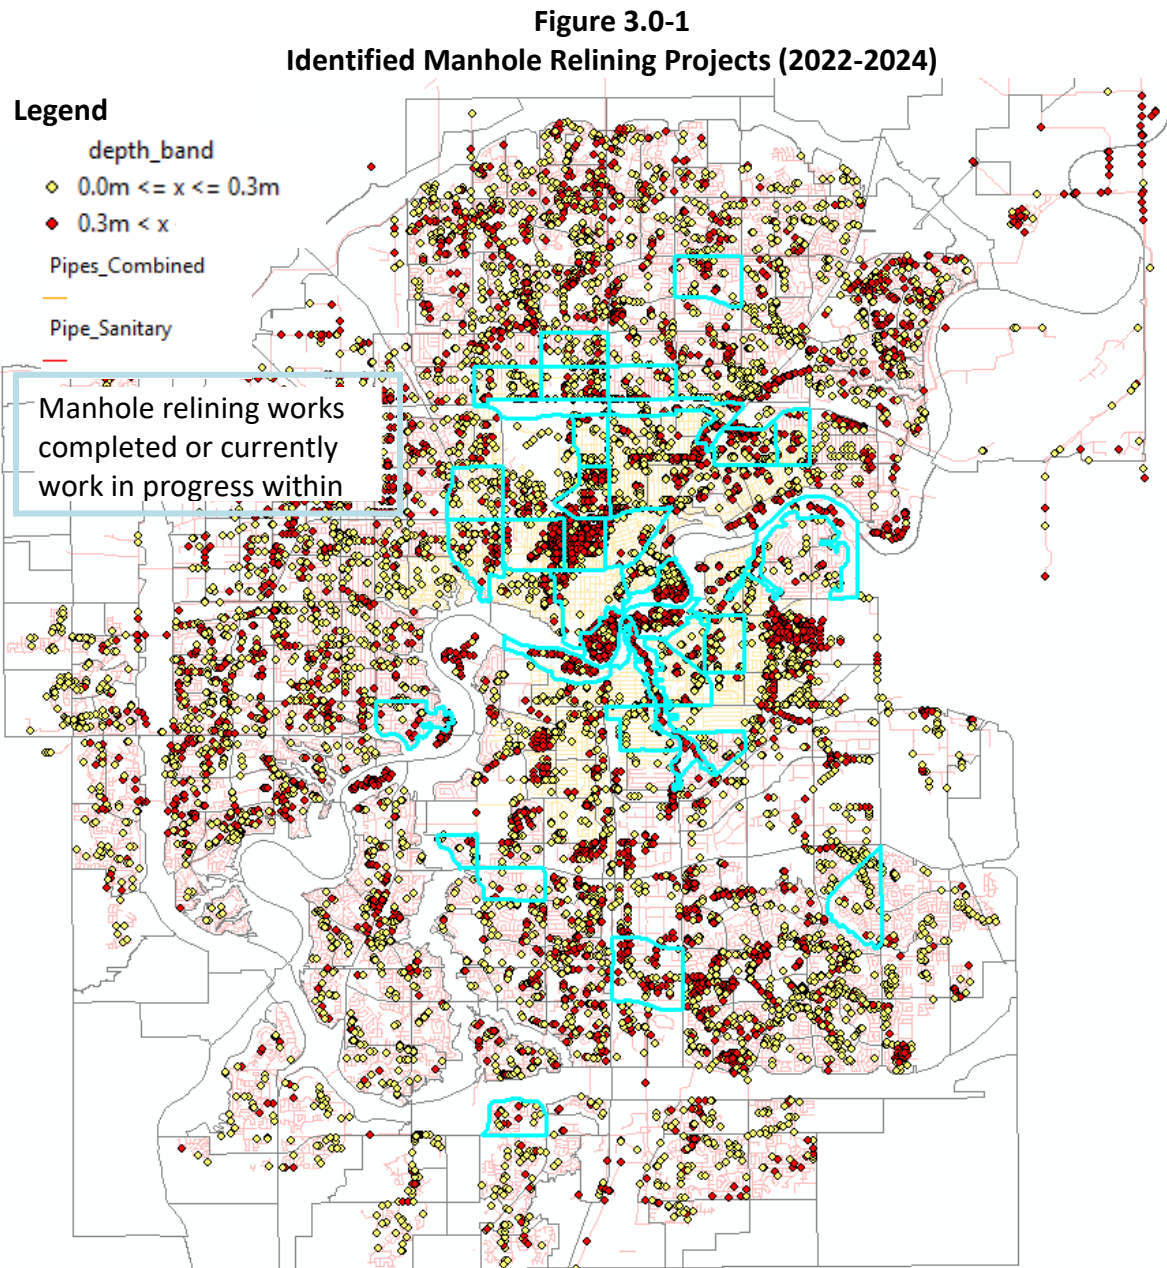 Figure 3.0-1
Identified Manhole Relining Projects (2022-2024)
Legend
depth_band
0.0m <= x <= 0.3m
0.3m < x
Pipes_Combined
Pipe_Sanitary
Manhole relining works
completed or currently
work in progress within